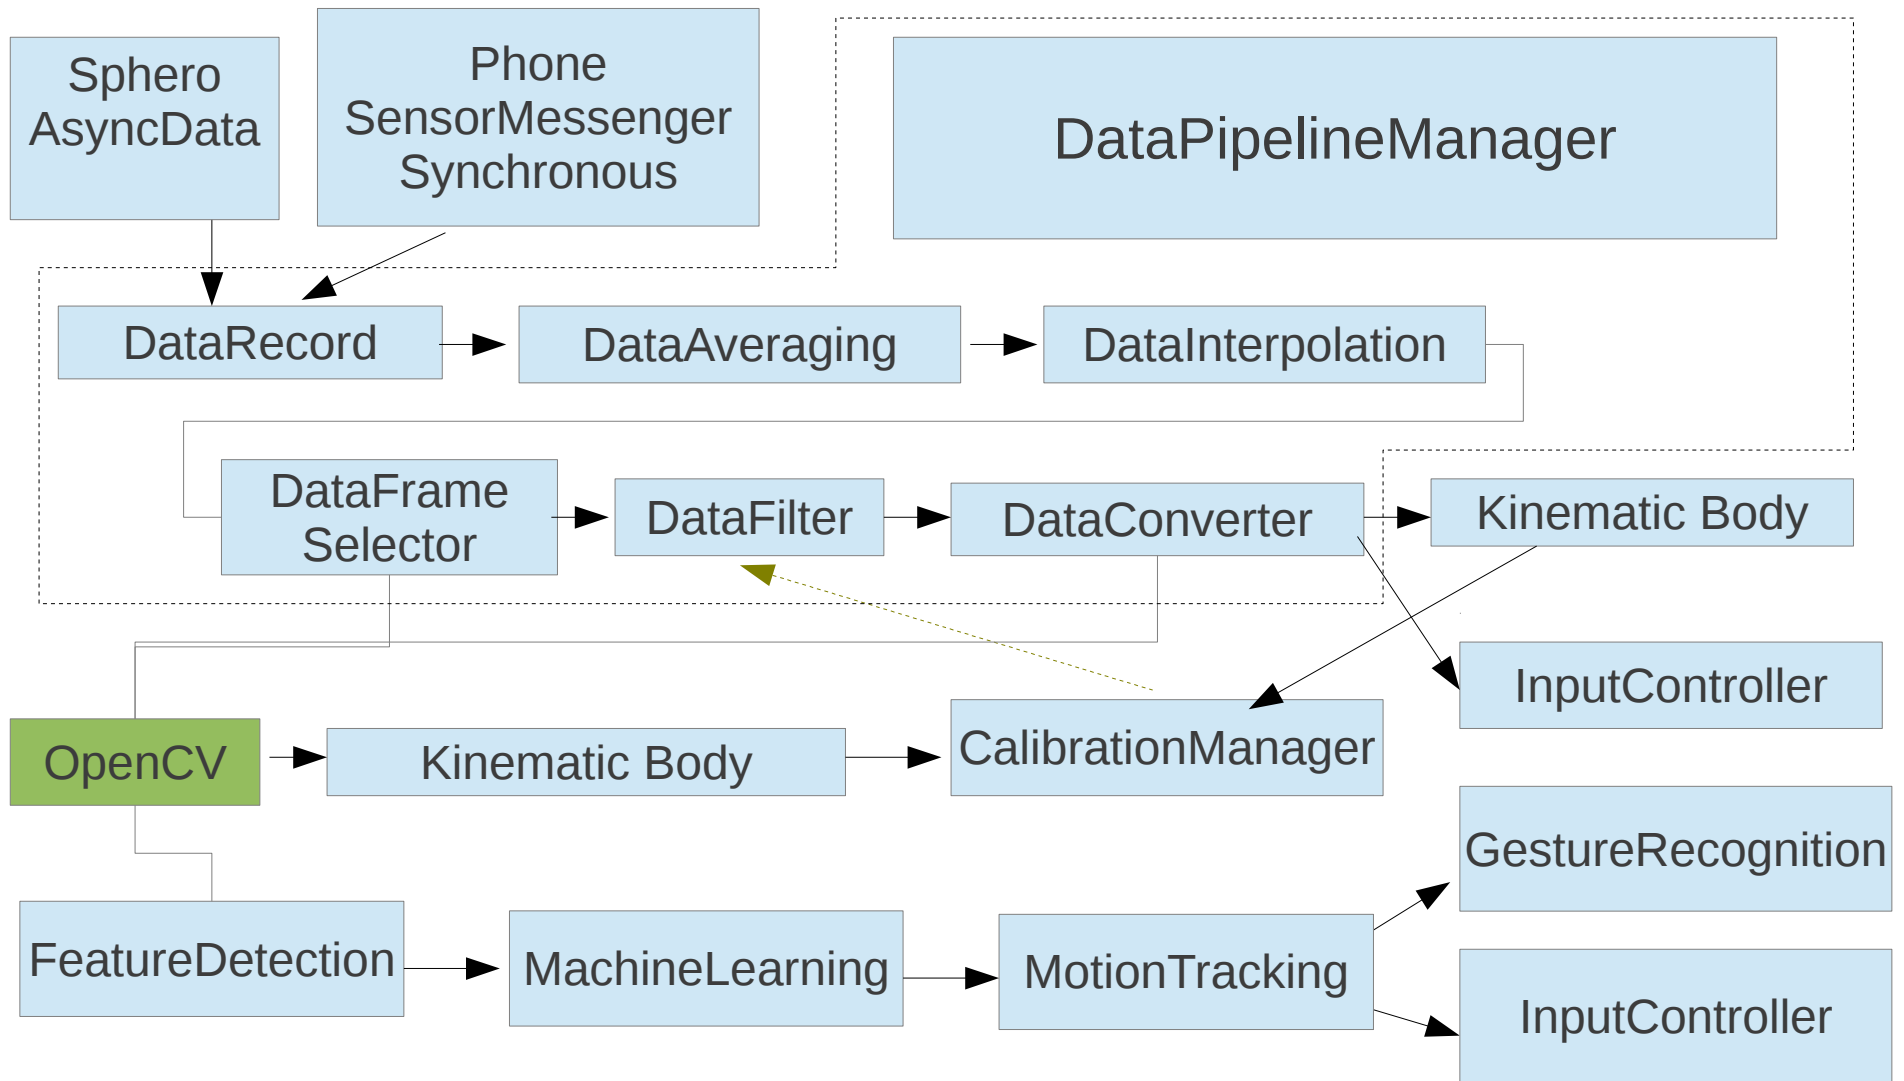 Sphero
AsyncData
Phone
SensorMessenger
Synchronous
DataPipelineManager
DataRecord
DataAveraging
DataInterpolation
DataFrame
Selector
DataFilter
DataConverter
Kinematic Body
InputController
OpenCV
Kinematic Body
CalibrationManager
GestureRecognition
FeatureDetection
MachineLearning
MotionTracking
InputController